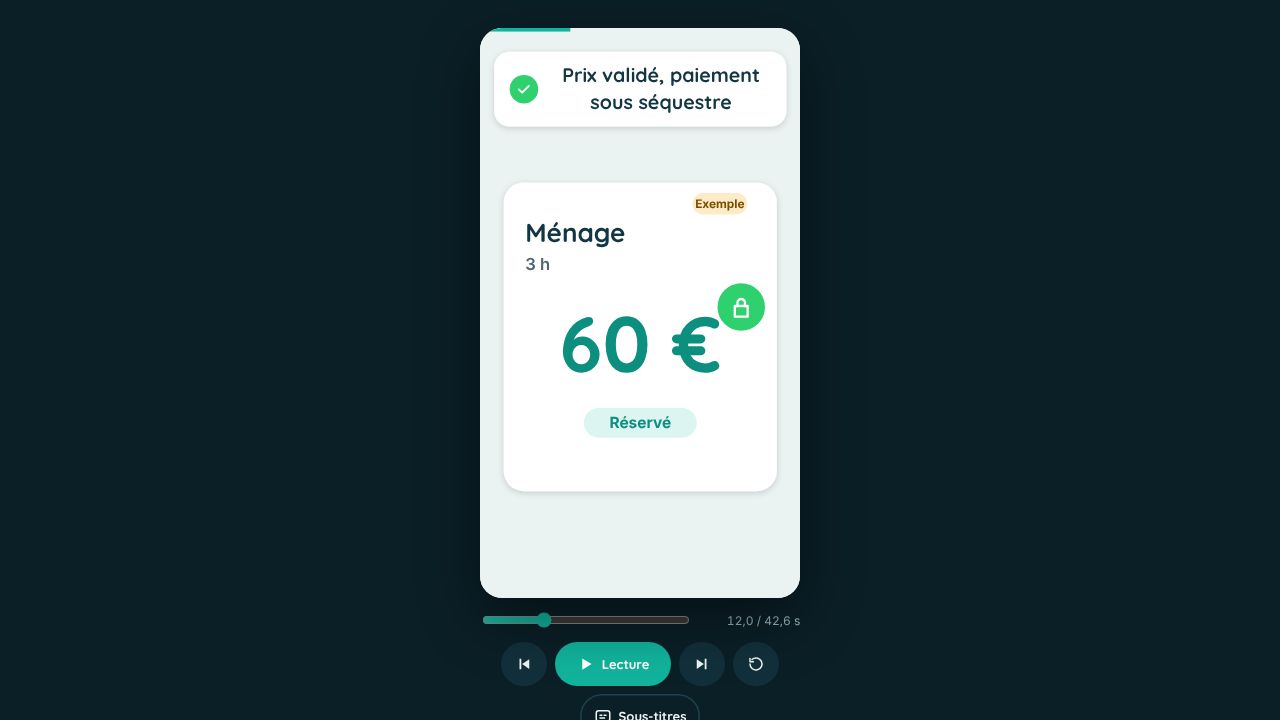 Prix validé, paiement
sous séquestre
Exemple
Ménage
3 h
60 €
Réservé
12,0 / 42,6 s
Lecture
Sous-titres